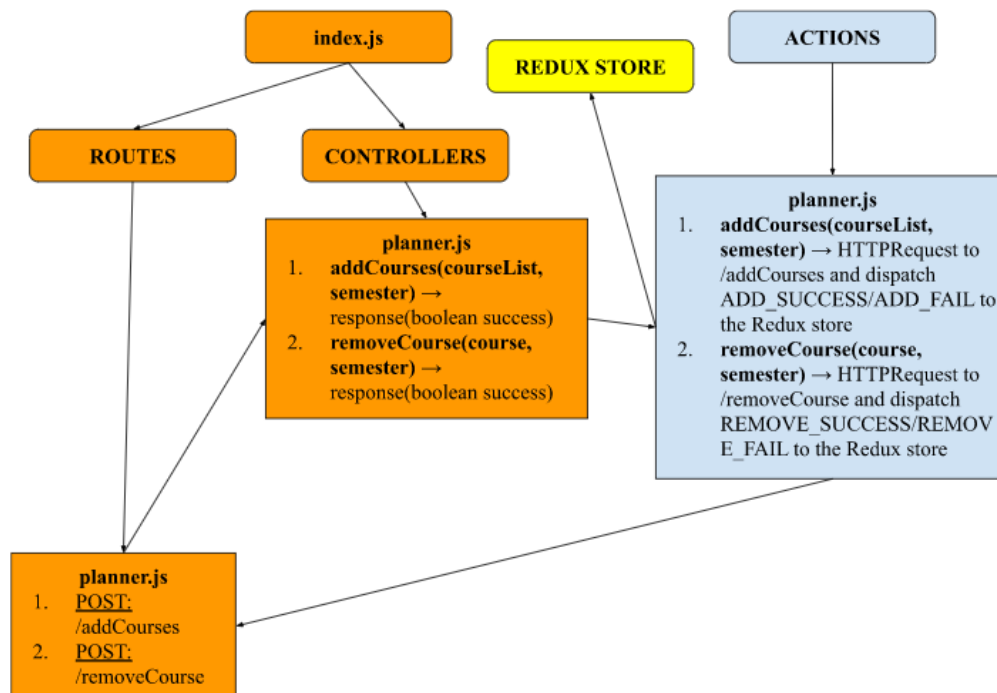 index.js
REDUX STORE
ACTIONS
ROUTES
CONTROLLERS
planner.js
1. addCourses(courseList,
semester) → HTTPRequest to
/addCourses and dispatch
ADD_SUCCESS/ADD_FAIL to
the Redux store
2. removeCourse(course,
semester) → HTTPRequest to
/removeCourse and dispatch
REMOVE_SUCCESS/REMOV
E_FAIL to the Redux store
planner.js
1. addCourses(courseList,
semester) →
response(boolean success)
2. removeCourse(course,
semester) →
response(boolean success)
planner.js
1. POST:
/addCourses
2. POST:
/removeCourse